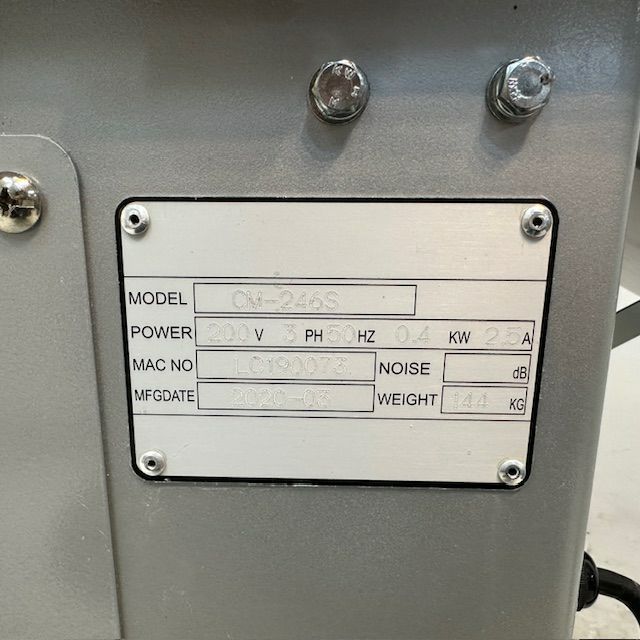 MODEL CM-246S
POWER 200 V 3 PH 50 HZ 0.4 KW 2.5 A
MAC NO LC190073 NOISE dB
MFGDATE 2020-03 WEIGHT 144 KG